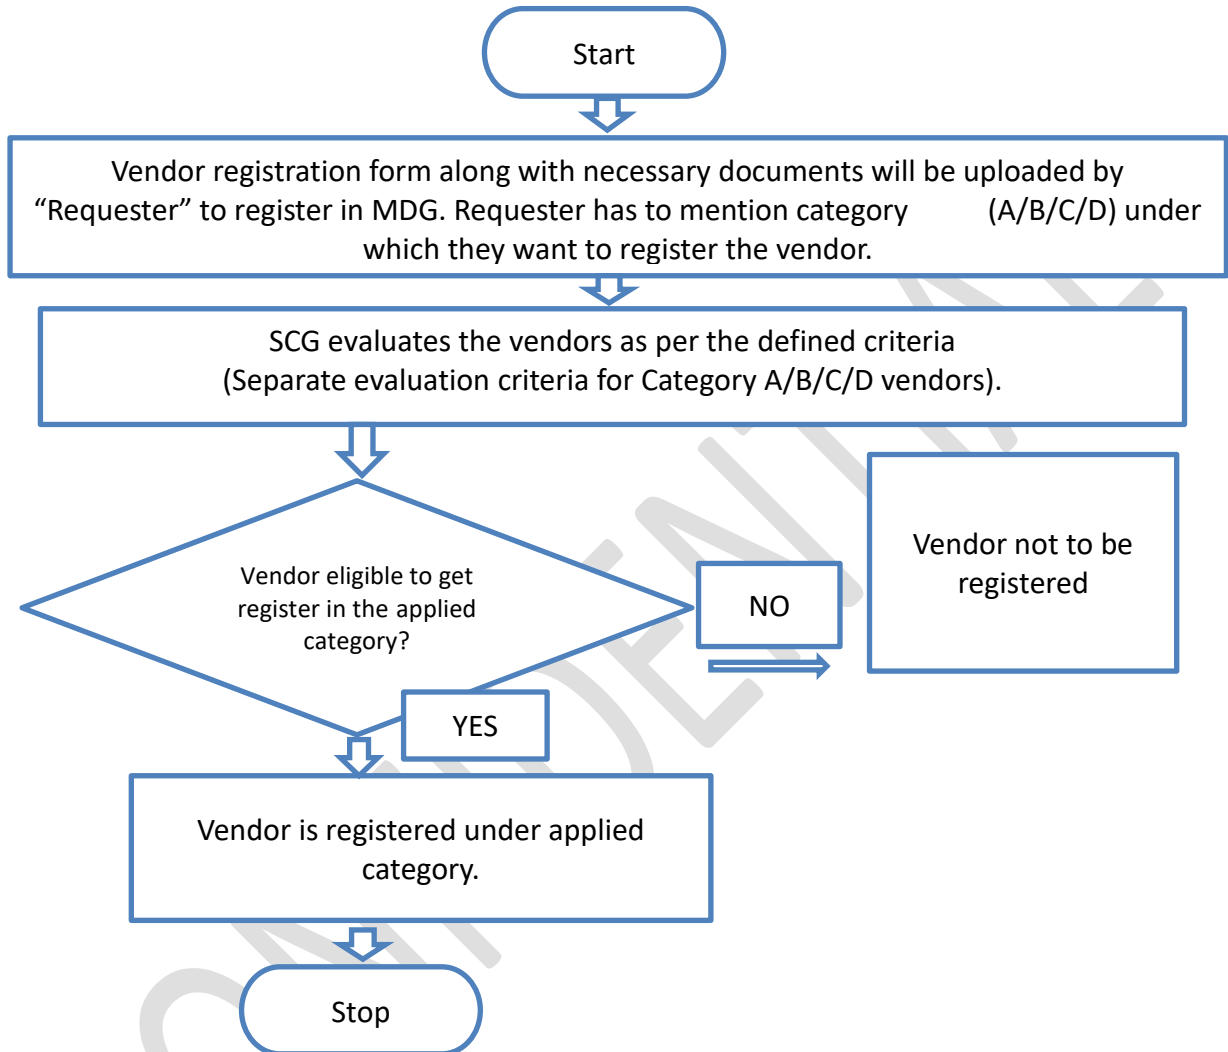 Start
Vendor registration form along with necessary documents will be uploaded by
“Requester” to register in MDG. Requester has to mention category (A/B/C/D) under
which they want to register the vendor.
SCG evaluates the vendors as per the defined criteria
(Separate evaluation criteria for Category A/B/C/D vendors).
Vendor eligible to get
register in the applied
category?
NO
Vendor not to be
registered
YES
Vendor is registered under applied
category.
Stop